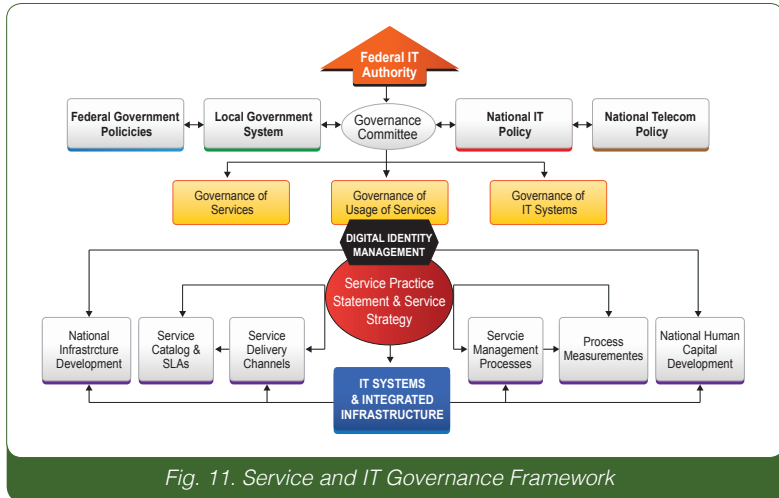 Federal IT
Authority
Federal Government
Policicies
Local Government
System
Governance
Committee
National IT
Policy
National Telecom
Policy
Governance of
Services
Governance of
Usage of Services
Governance of
IT Systems
DIGITAL IDENTITY
MANAGEMENT
Service Practice
Statement & Service
Strategy
National
Infrastrcture
Development
Service
Catalog &
SLAs
Service
Delivery
Channels
Servcie
Management
Processes
Process
Measurementes
National Human
Capital
Development
IT SYSTEMS
& INTEGRATED
INFRASTRUCTURE
Fig. 11. Service and IT Governance Framework